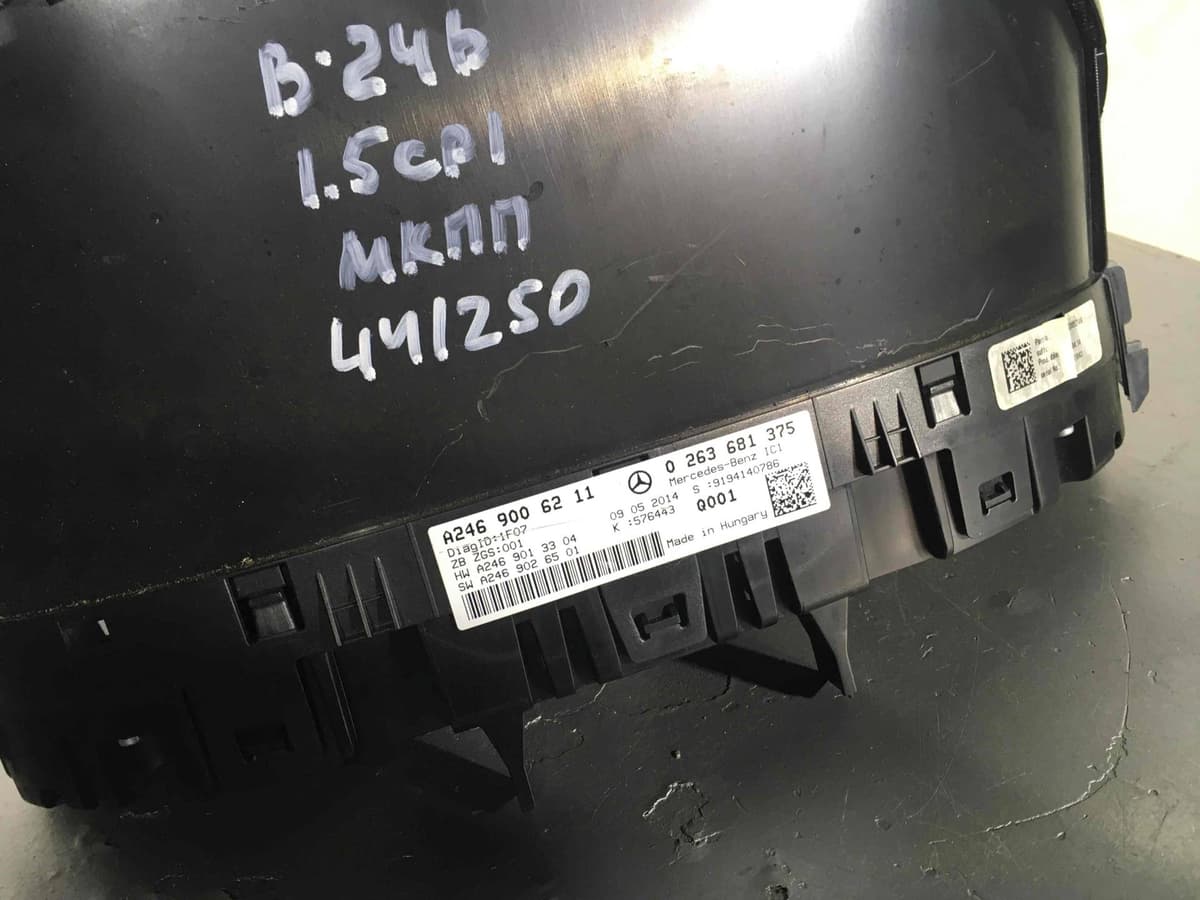 B·246
1.5CDI
МКПП
441250
A246 900 62 11
0 263 681 375
DiagID:1F07
Mercedes-Benz IC1
ZB ZGS:001
09 05 2014
S :9194140786
HW A246 901 33 04
K :576443
Q001
SW A246 902 65 01
Made in Hungary